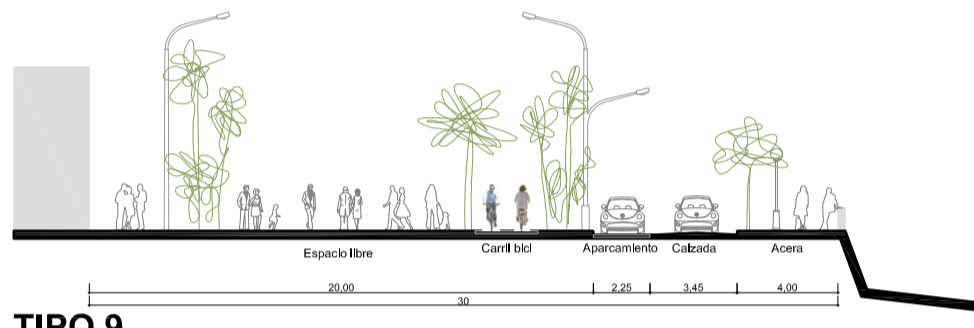 Espacio libre Carril bici Aparcamiento Calzada Acera
20,00 2,25 3,45 4,00
30
TIPO 9